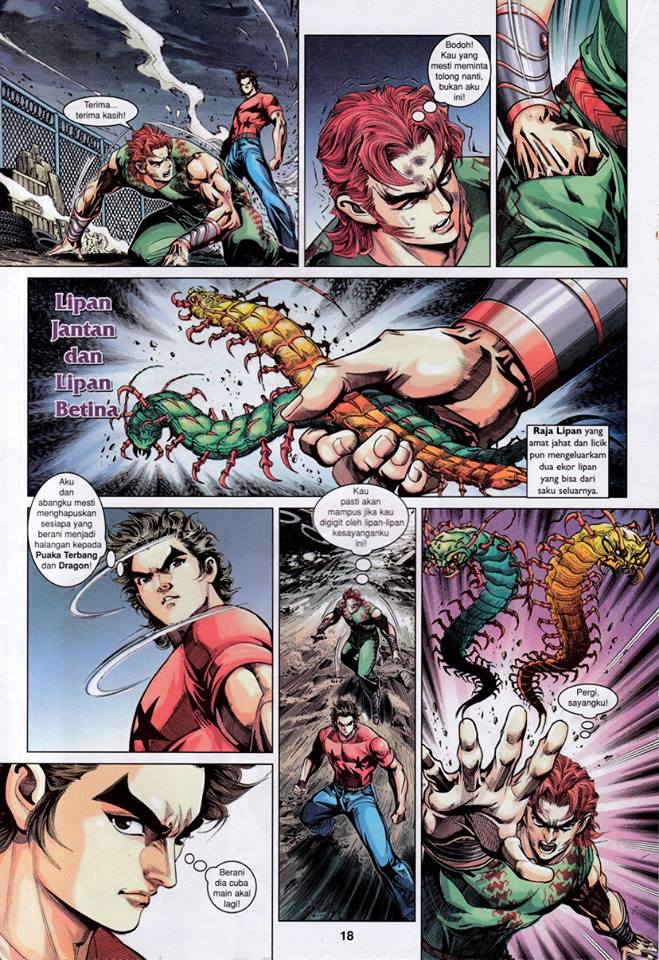 Terima...
terima kasih!
Bodoh!
Kau yang
mesti meminta
tolong nanti,
bukan aku
ini!
Lipan
Jantan
dan
Lipan
Betina
Raja Lipan yang
amat jahat dan licik
pun mengeluarkam
dua ekor lipan
yang bisa dari
saku seluarnya.
Aku
dan
abangku mesti
menghapuskan
sesiapa yang
berani menjadi
halangan kepada
Puaka Terbang
dan Dragon!
Kau
pasti akan
mampus jika kau
digigit oleh lipan-lipan
kesayanganku
ini!
Pergi,
sayangku!
Berani
dia cuba
main akal
lagi!
18